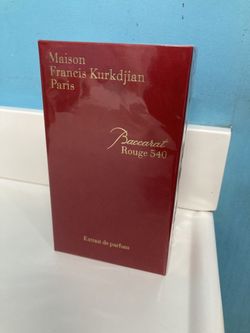 Maison
Francis Kurkdjian
Paris
Baccarat
Rouge 540
Extrait de parfum